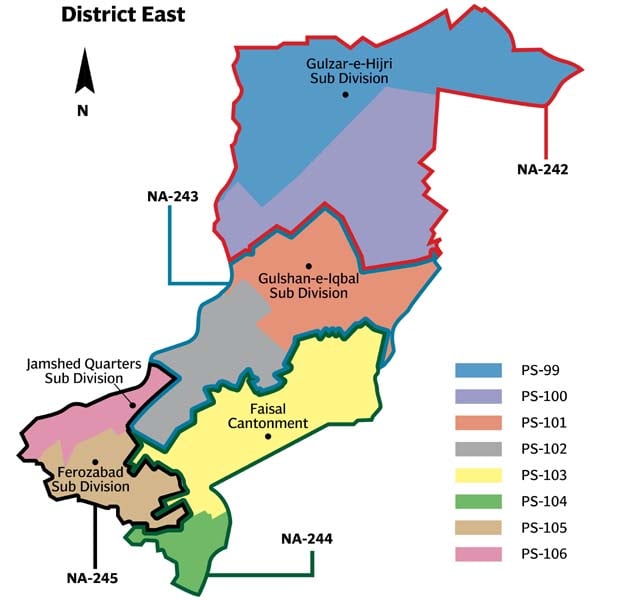 District East
N
Gulzar-e-Hijri
Sub Division
NA-242
NA-243
Gulshan-e-Iqbal
Sub Division
Jamshed Quarters
Sub Division
Faisal
Cantonment
Ferozabad
Sub Division
NA-244
NA-245
PS-99
PS-100
PS-101
PS-102
PS-103
PS-104
PS-105
PS-106